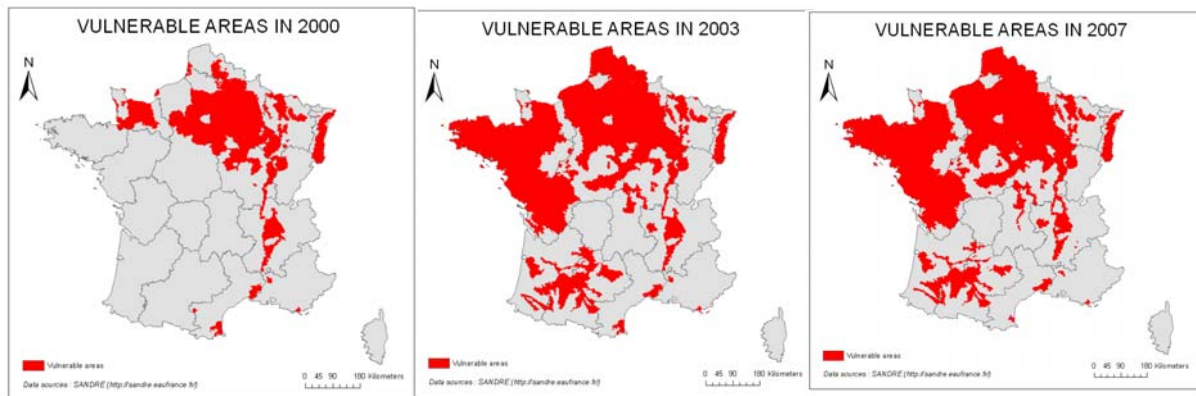 VULNERABLE AREAS IN 2000
N
Vulnerable areas
Data sources : SANDRE (http://sandre.eaufrance.fr/)
0 45 90 180 Kilometers
VULNERABLE AREAS IN 2003
N
Vulnerable areas
Data sources : SANDRE (http://sandre.eaufrance.fr/)
0 45 90 180 Kilometers
VULNERABLE AREAS IN 2007
N
Vulnerable areas
Data sources : SANDRE (http://sandre.eaufrance.fr/)
0 45 90 180 Kilometers